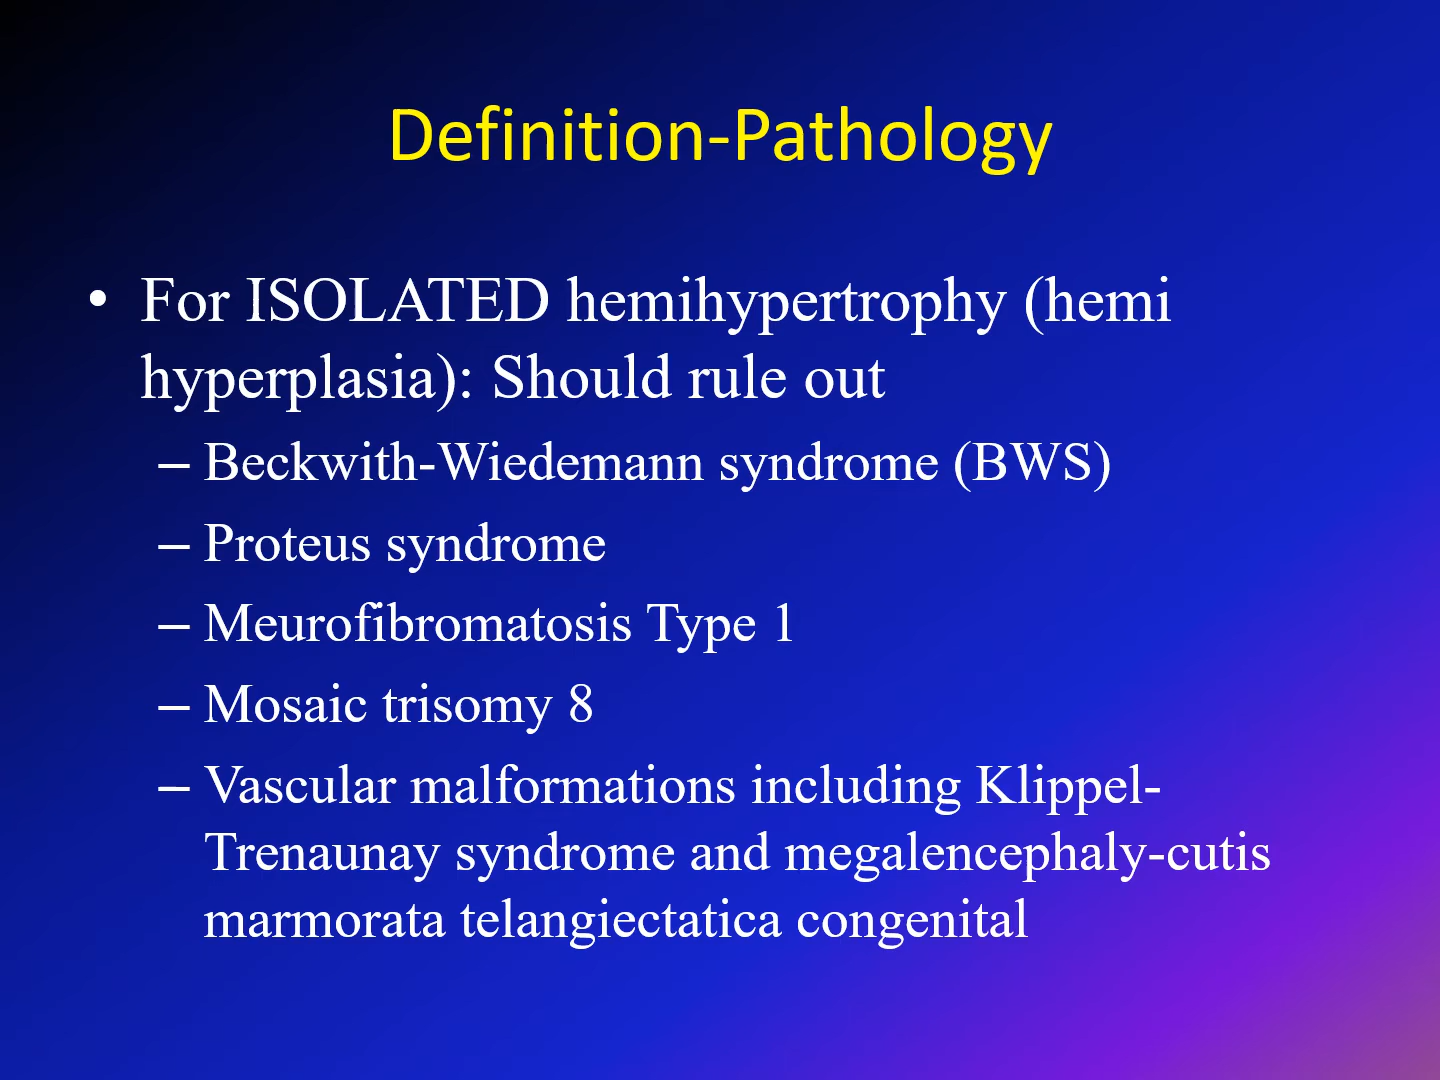 Definition-Pathology
• For ISOLATED hemihypertrophy (hemi
hyperplasia): Should rule out
– Beckwith-Wiedemann syndrome (BWS)
– Proteus syndrome
– Meurofibromatosis Type 1
– Mosaic trisomy 8
– Vascular malformations including Klippel-
Trenaunay syndrome and megalencephaly-cutis
marmorata telangiectatica congenital